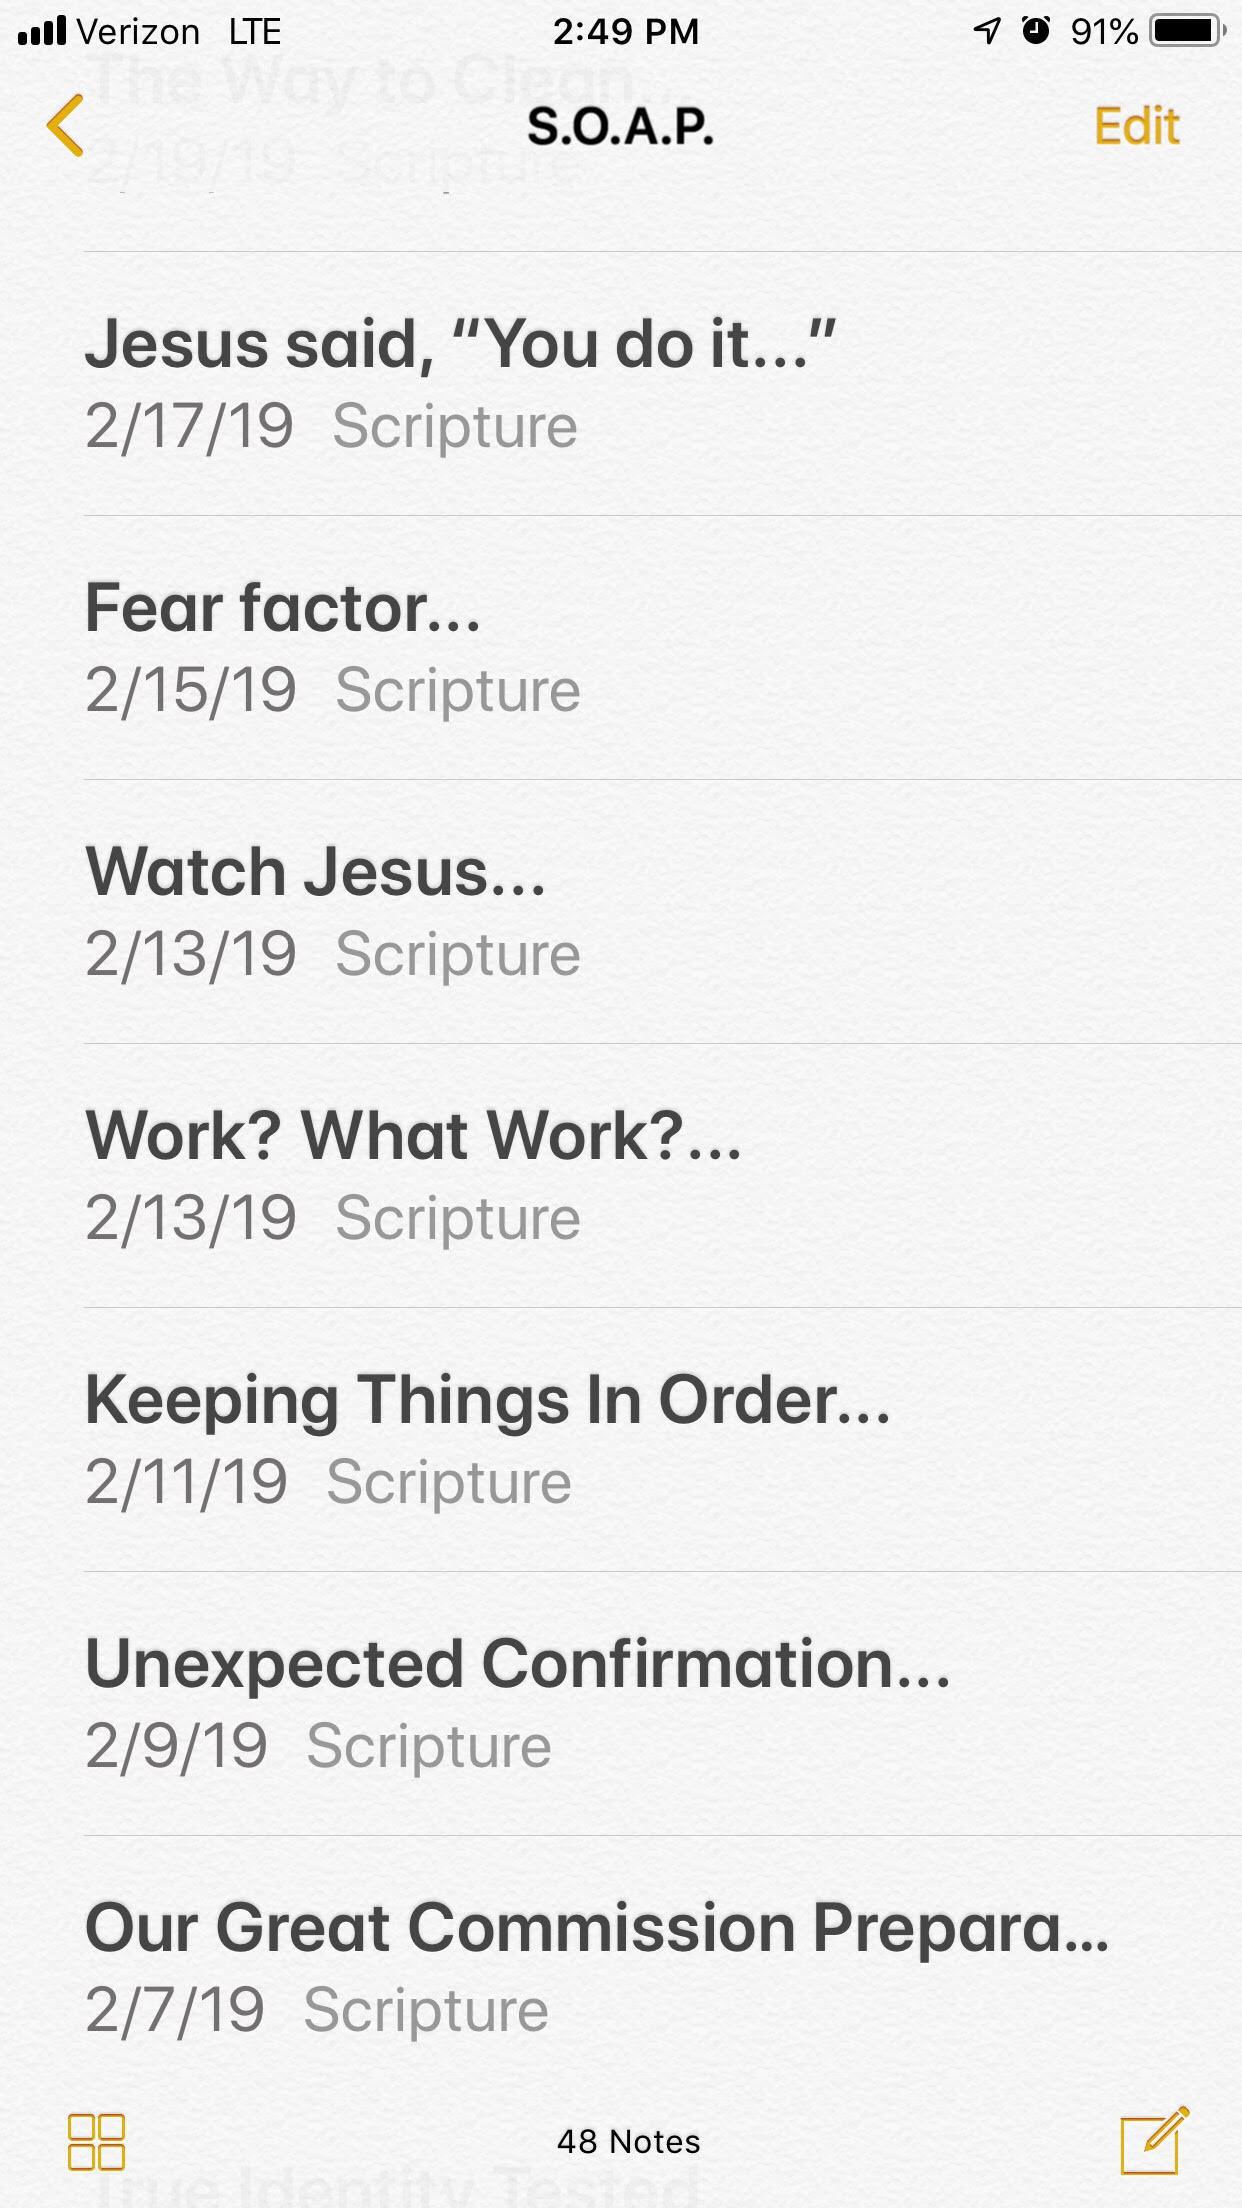 Verizon LTE 2:49 PM 91%
The Way to Clean...
S.O.A.P. Edit
2/19/19 Scripture
Jesus said, “You do it...”
2/17/19 Scripture
Fear factor...
2/15/19 Scripture
Watch Jesus...
2/13/19 Scripture
Work? What Work?...
2/13/19 Scripture
Keeping Things In Order...
2/11/19 Scripture
Unexpected Confirmation...
2/9/19 Scripture
Our Great Commission Prepara...
2/7/19 Scripture
48 Notes
True Identity Tested